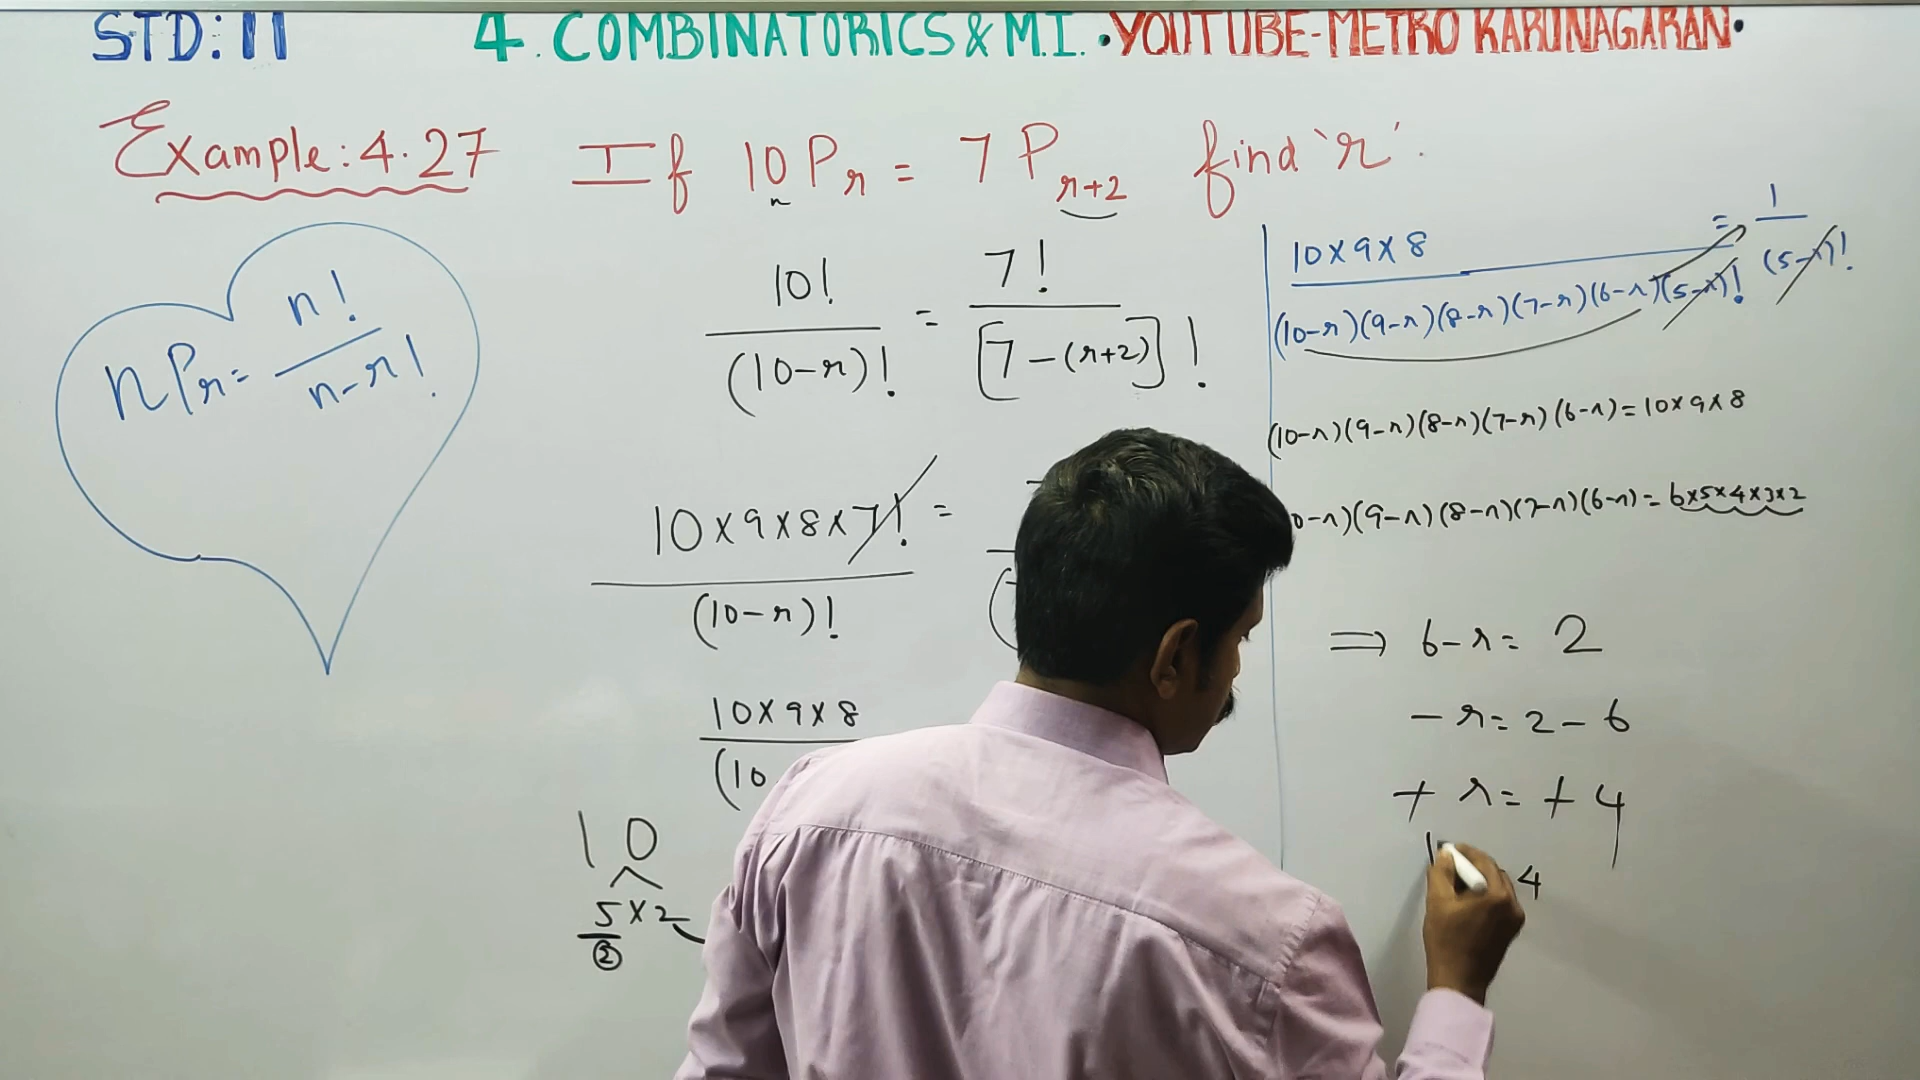 STD: 11 4. COMBINATORICS & M.I. • YOUTUBE-METRO KARUNAGARAN •
Example: 4.27 If 10Pr = 7Pr+2 find 'r'.
n
nPr = n! / n-r!
10! / (10-r)! = 7! / [7-(r+2)]!
10×9×8×7! / (10-r)! =
10×9×8
(10
10
5×2
2
10×9×8 / (10-r)(9-r)(8-r)(7-r)(6-r)(5-r)! = 1 / (5-r)!
(10-r)(9-r)(8-r)(7-r)(6-r)=10×9×8
0-r)(9-r)(8-r)(7-r)(6-r)= 6×5×4×3×2
⇒ 6-r= 2
-r=2-6
+r=+4
4